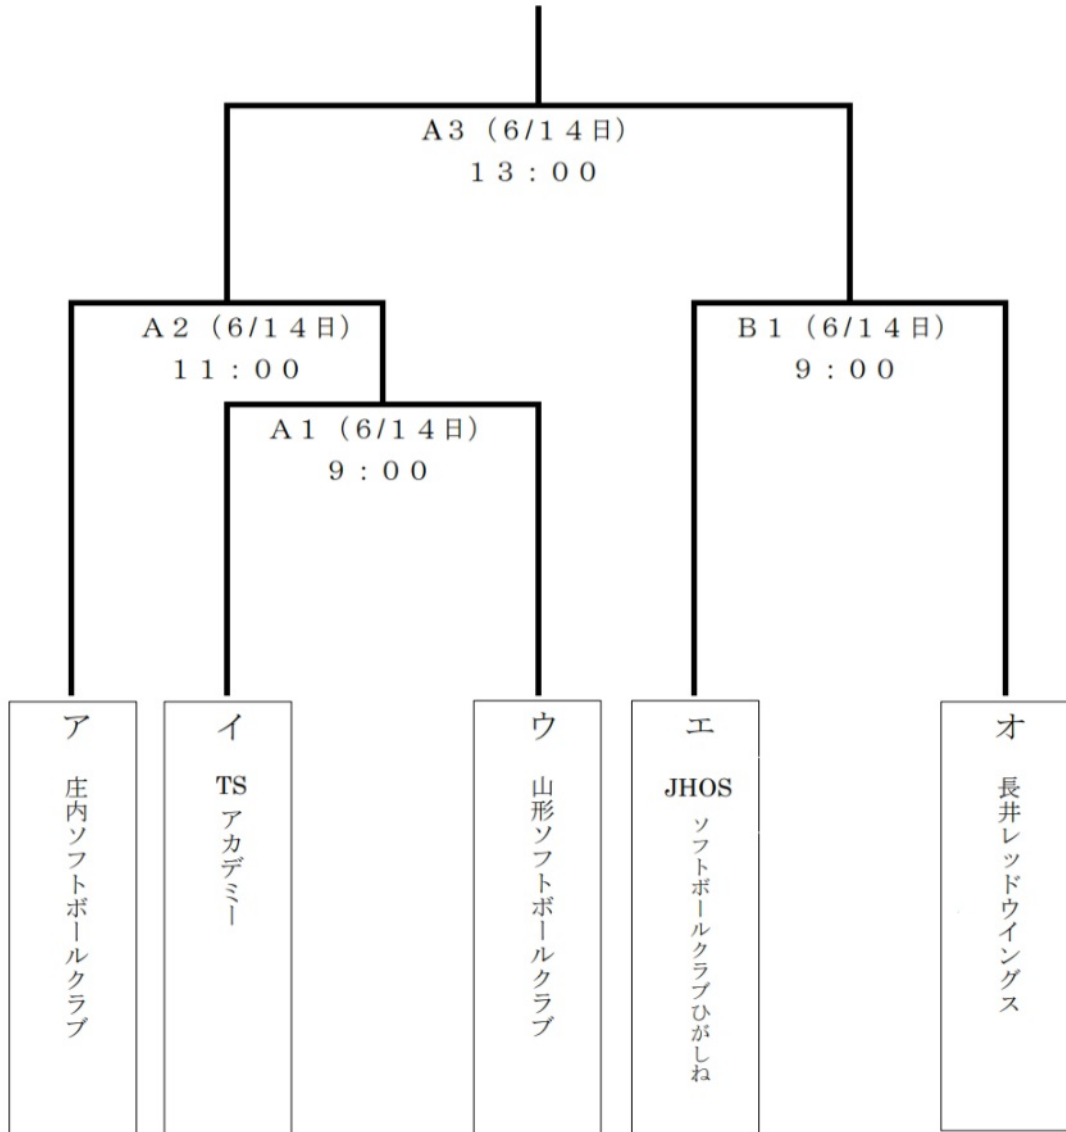 A3（6/14日）
13：00
A2（6/14日）
11：00
B1（6/14日）
9：00
A1（6/14日）
9：00
ア
庄内ソフトボールクラブ
イ
TS
アカデミー
ウ
山形ソフトボールクラブ
エ
JHOS
ソフトボールクラブひがしね
オ
長井レッドウイングス